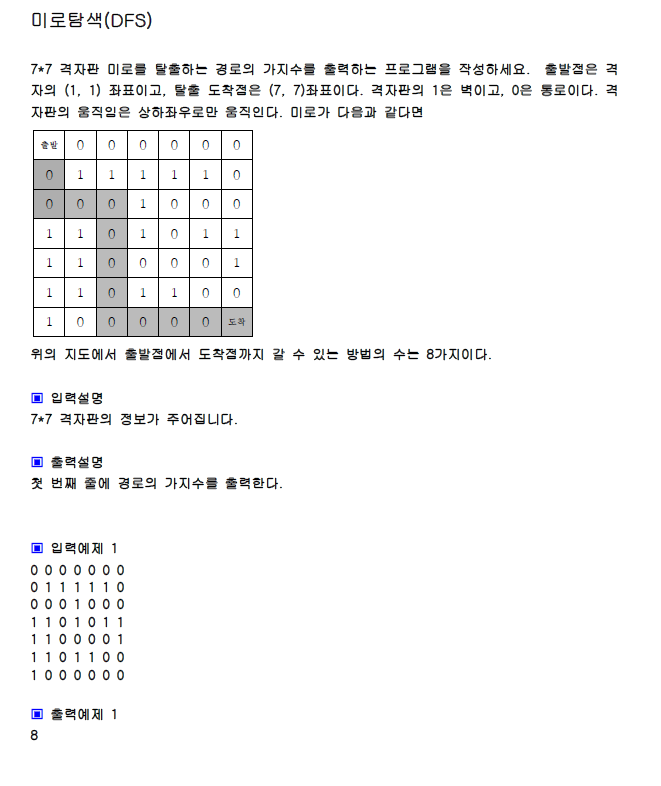 미로탐색(DFS)
7*7 격자판 미로를 탈출하는 경로의 가지수를 출력하는 프로그램을 작성하세요. 출발점은 격
자의 (1, 1) 좌표이고, 탈출 도착점은 (7, 7)좌표이다. 격자판의 1은 벽이고, 0은 통로이다. 격
자판의 움직임은 상하좌우로만 움직인다. 미로가 다음과 같다면
출발 0 0 0 0 0 0
0 1 1 1 1 1 0
0 0 0 1 0 0 0
1 1 0 1 0 1 1
1 1 0 0 0 0 1
1 1 0 1 1 0 0
1 0 0 0 0 0 도착
위의 지도에서 출발점에서 도착점까지 갈 수 있는 방법의 수는 8가지이다.
▣ 입력설명
7*7 격자판의 정보가 주어집니다.
▣ 출력설명
첫 번째 줄에 경로의 가지수를 출력한다.
▣ 입력예제 1
0 0 0 0 0 0 0
0 1 1 1 1 1 0
0 0 0 1 0 0 0
1 1 0 1 0 1 1
1 1 0 0 0 0 1
1 1 0 1 1 0 0
1 0 0 0 0 0 0
▣ 출력예제 1
8